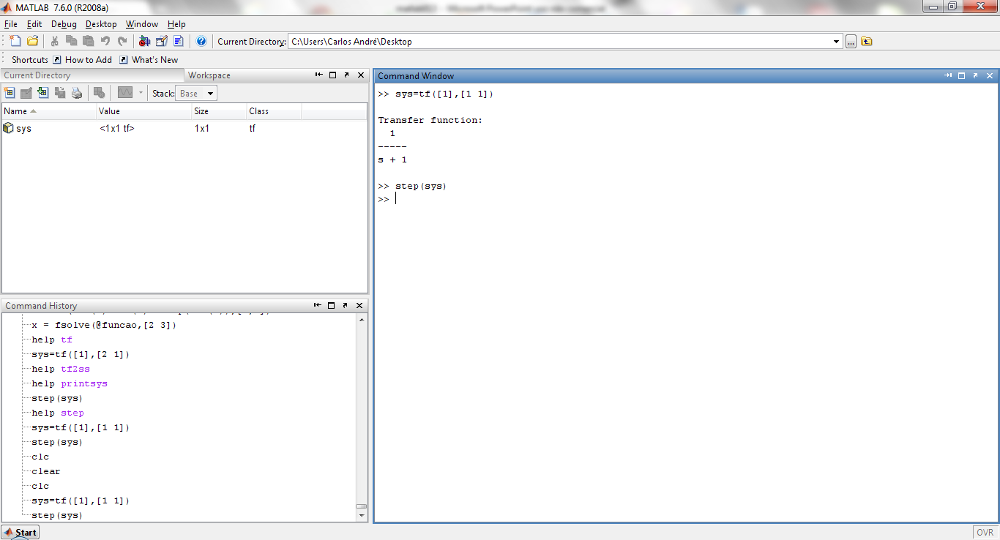 MATLAB 7.6.0 (R2008a)
File Edit Debug Desktop Window Help
Current Directory: C:\Users\Carlos André\Desktop ...
Shortcuts How to Add What's New
Current Directory Workspace
Stack: Base
Name Value Size Class
sys <1x1 tf> 1x1 tf
Command History
x = fsolve(@funcao,[2 3])
help tf
sys=tf([1],[2 1])
help tf2ss
help printsys
step(sys)
help step
sys=tf([1],[1 1])
step(sys)
clc
clear
clc
sys=tf([1],[1 1])
step(sys)
Command Window
>> sys=tf([1],[1 1])
Transfer function:
1
-----
s + 1
>> step(sys)
>>
Start
OVR